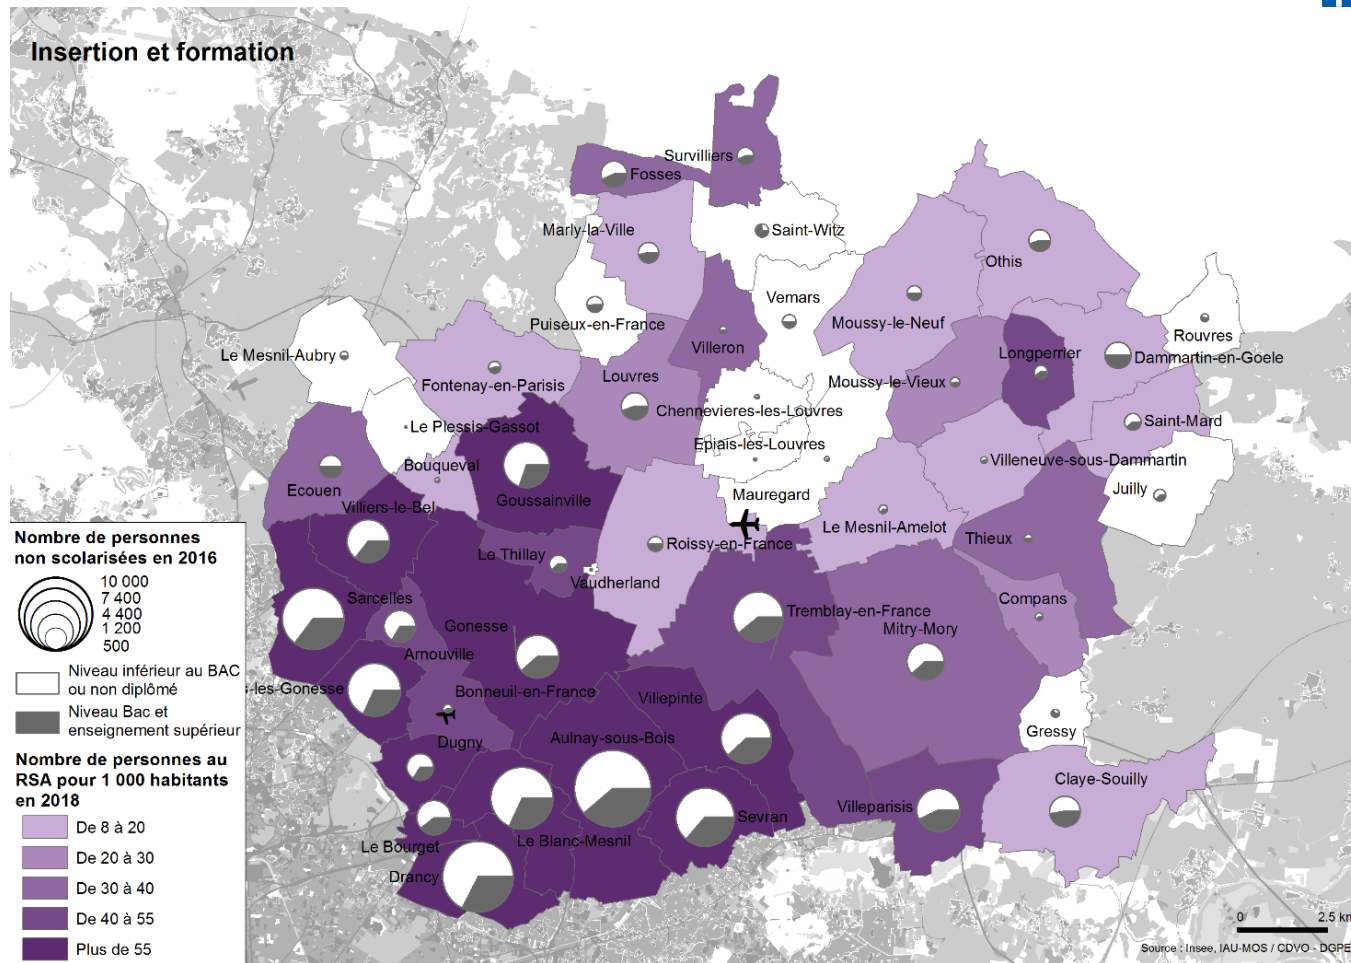 Insertion et formation
Survilliers
Fosses
Marly-la-Ville
Saint-Witz
Othis
Vemars
Puiseux-en-France
Moussy-le-Neuf
Rouvres
Villeron
Le Mesnil-Aubry
Longperrier
Dammartin-en-Goele
Fontenay-en-Parisis
Louvres
Moussy-le-Vieux
Chennevieres-les-Louvres
Le Plessis-Gassot
Saint-Mard
Epiais-les-Louvres
Bouqueval
Villeneuve-sous-Dammartin
Ecouen
Goussainville
Mauregard
Juilly
Villiers-le-Bel
Le Mesnil-Amelot
Roissy-en-France
Thieux
Le Thillay
Vaudherland
Compans
Sarcelles
Tremblay-en-France
Gonesse
Mitry-Mory
Arnouville
s-les-Gonesse
Bonneuil-en-France
Villepinte
Gressy
Dugny
Aulnay-sous-Bois
Claye-Souilly
Villeparisis
Sevran
Le Blanc-Mesnil
Le Bourget
Drancy
Nombre de personnes
non scolarisées en 2016
10 000
7 400
4 400
1 200
500
Niveau inférieur au BAC
ou non diplômé
Niveau Bac et
enseignement supérieur
Nombre de personnes au
RSA pour 1 000 habitants
en 2018
De 8 à 20
De 20 à 30
De 30 à 40
De 40 à 55
Plus de 55
0 2.5 km
Source : Insee, IAU-MOS / CDVO - DGPE